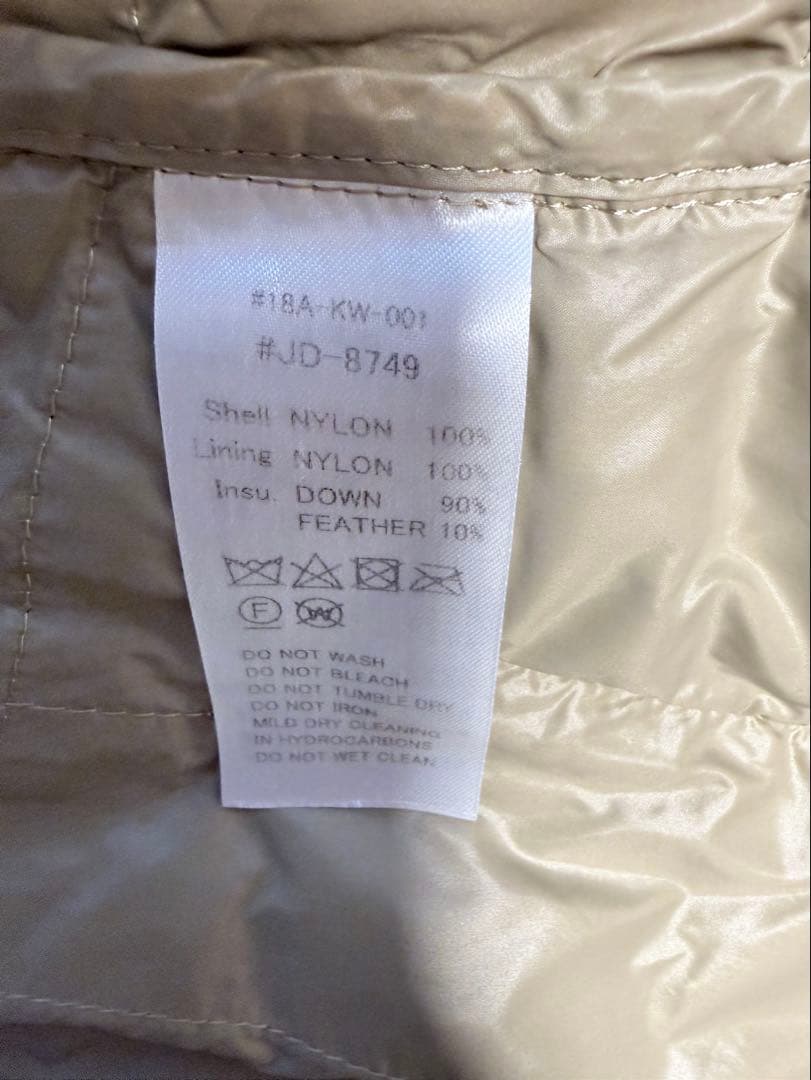 #18A-KW-001
#JD-8749
Shell NYLON 100%
Lining NYLON 100%
Insu. DOWN 90%
FEATHER 10%
F W
DO NOT WASH
DO NOT BLEACH
DO NOT TUMBLE DRY
DO NOT IRON
MILD DRY CLEANING
IN HYDROCARBONS
DO NOT WET CLEAN